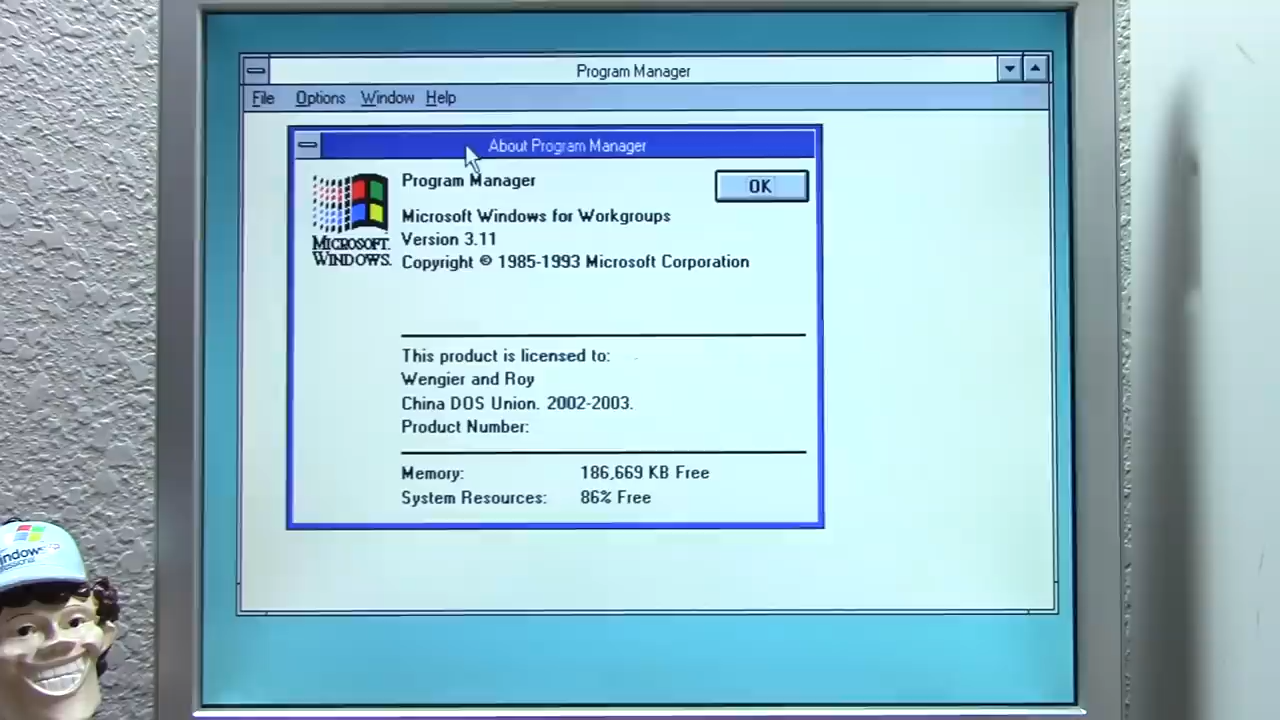 Program Manager
File Options Window Help
About Program Manager
Program Manager
OK
Microsoft Windows for Workgroups
Version 3.11
Copyright © 1985-1993 Microsoft Corporation
MICROSOFT.
WINDOWS.
This product is licensed to:
Wengier and Roy
China DOS Union. 2002-2003.
Product Number:
Memory: 186,669 KB Free
System Resources: 86% Free
indows